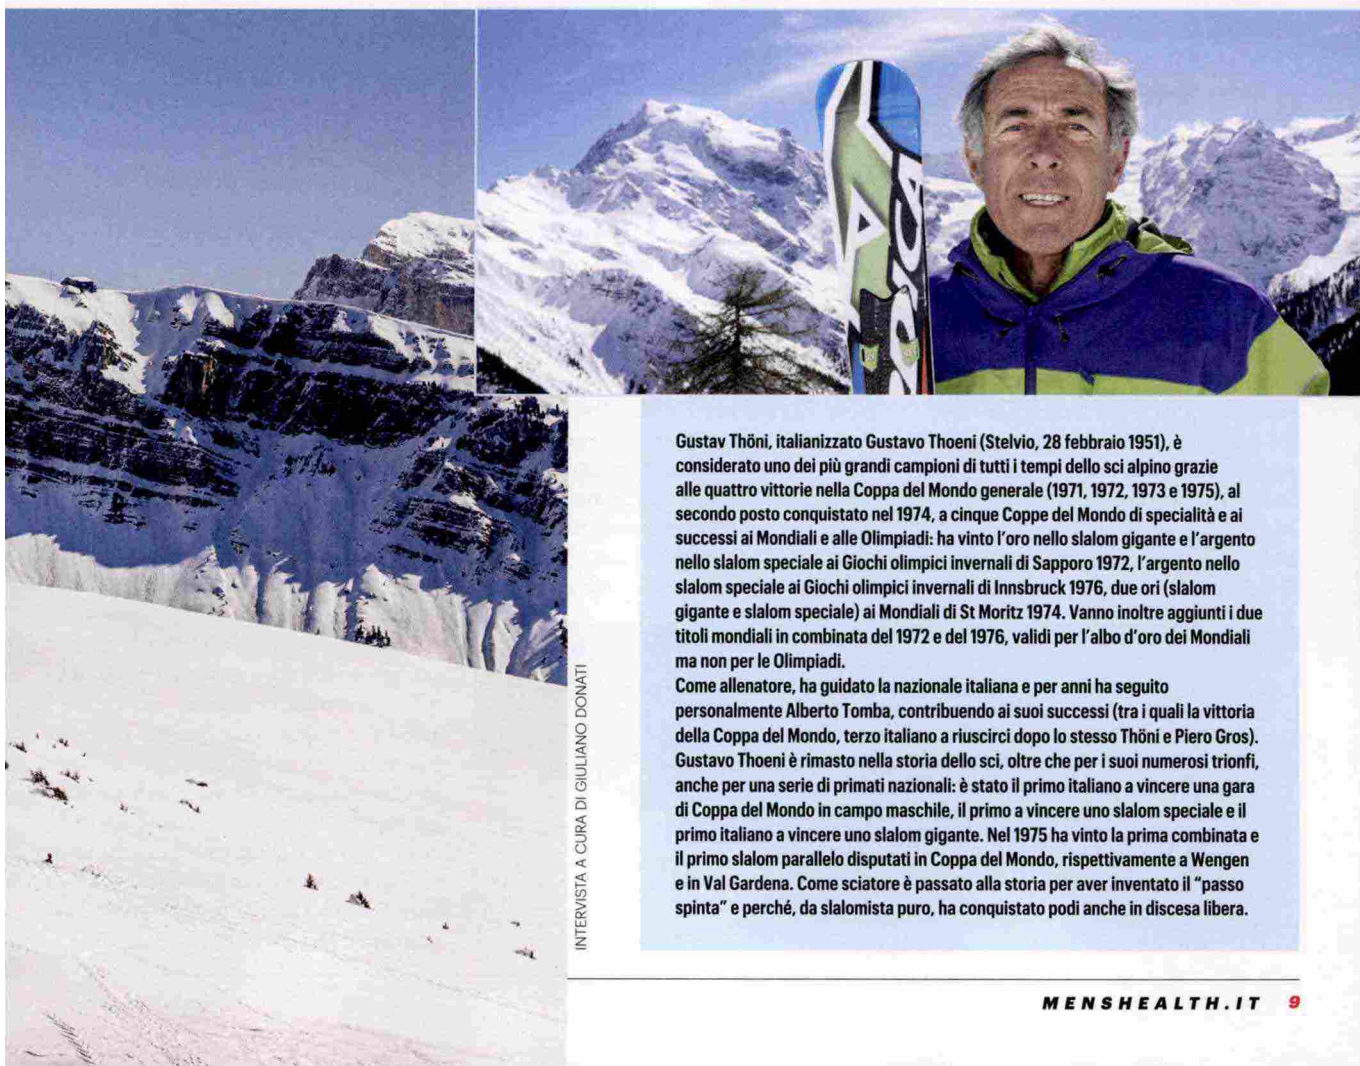 Gustav Thöni, italianizzato Gustavo Thoeni (Stelvio, 28 febbraio 1951), è
considerato uno dei più grandi campioni di tutti i tempi dello sci alpino grazie
alle quattro vittorie nella Coppa del Mondo generale (1971, 1972, 1973 e 1975), al
secondo posto conquistato nel 1974, a cinque Coppe del Mondo di specialità e ai
successi ai Mondiali e alle Olimpiadi: ha vinto l'oro nello slalom gigante e l'argento
nello slalom speciale ai Giochi olimpici invernali di Sapporo 1972, l'argento nello
slalom speciale ai Giochi olimpici invernali di Innsbruck 1976, due ori (slalom
gigante e slalom speciale) ai Mondiali di St Moritz 1974. Vanno inoltre aggiunti i due
titoli mondiali in combinata del 1972 e del 1976, validi per l'albo d'oro dei Mondiali
ma non per le Olimpiadi.
Come allenatore, ha guidato la nazionale italiana e per anni ha seguito
personalmente Alberto Tomba, contribuendo ai suoi successi (tra i quali la vittoria
della Coppa del Mondo, terzo italiano a riuscirci dopo lo stesso Thöni e Piero Gros).
Gustavo Thoeni è rimasto nella storia dello sci, oltre che per i suoi numerosi trionfi,
anche per una serie di primati nazionali: è stato il primo italiano a vincere una gara
di Coppa del Mondo in campo maschile, il primo a vincere uno slalom speciale e il
primo italiano a vincere uno slalom gigante. Nel 1975 ha vinto la prima combinata e
il primo slalom parallelo disputati in Coppa del Mondo, rispettivamente a Wengen
e in Val Gardena. Come sciatore è passato alla storia per aver inventato il "passo
spinta" e perché, da slalomista puro, ha conquistato podi anche in discesa libera.
INTERVISTA A CURA DI GIULIANO DONATI
MENSHEALTH.IT 9